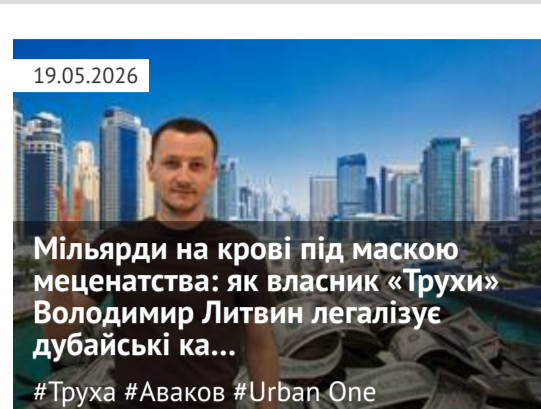 19.05.2026
Мільярди на крові під маскою
меценатства: як власник «Трухи»
Володимир Литвин легалізує
дубайські ка...
#Труха #Аваков #Urban One